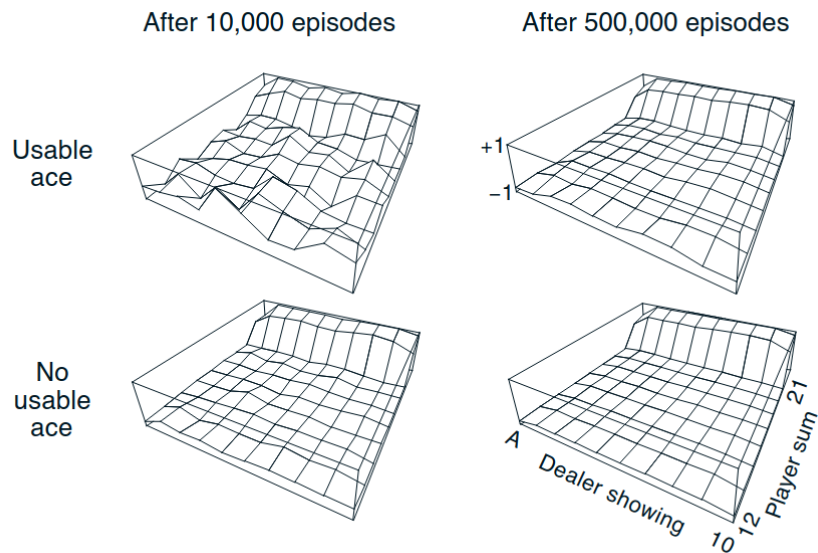 After 10,000 episodes
After 500,000 episodes
Usable
ace
+1
−1
No
usable
ace
A
Dealer showing
10
12
Player sum
21